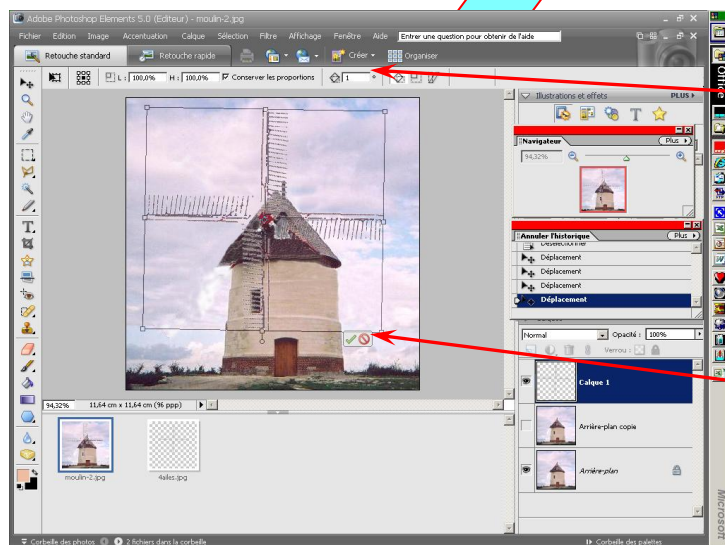 Adobe Photoshop Elements 5.0 (Editeur) - moulin-2.jpg
Fichier Edition Image Accentuation Calque Sélection Filtre Affichage Fenêtre Aide Entrer une question pour obtenir de l'aide
Retouche standard Retouche rapide Créer Organiser
L : 100,0% H : 100,0% Conserver les proportions 1 °
Illustrations et effets PLUS
Office
Navigateur Plus
94,32%
Annuler l'historique Plus
Désélectionner
Déplacement
Déplacement
Déplacement
Déplacement
Normal Opacité : 100%
Verrou :
Calque 1
Arrière-plan copie
Arrière-plan
94,32% 11,64 cm x 11,64 cm (96 ppp)
moulin-2.jpg 4ailes.jpg
Microsoft
Corbeille des photos 2 fichiers dans la corbeille Corbeille des palettes